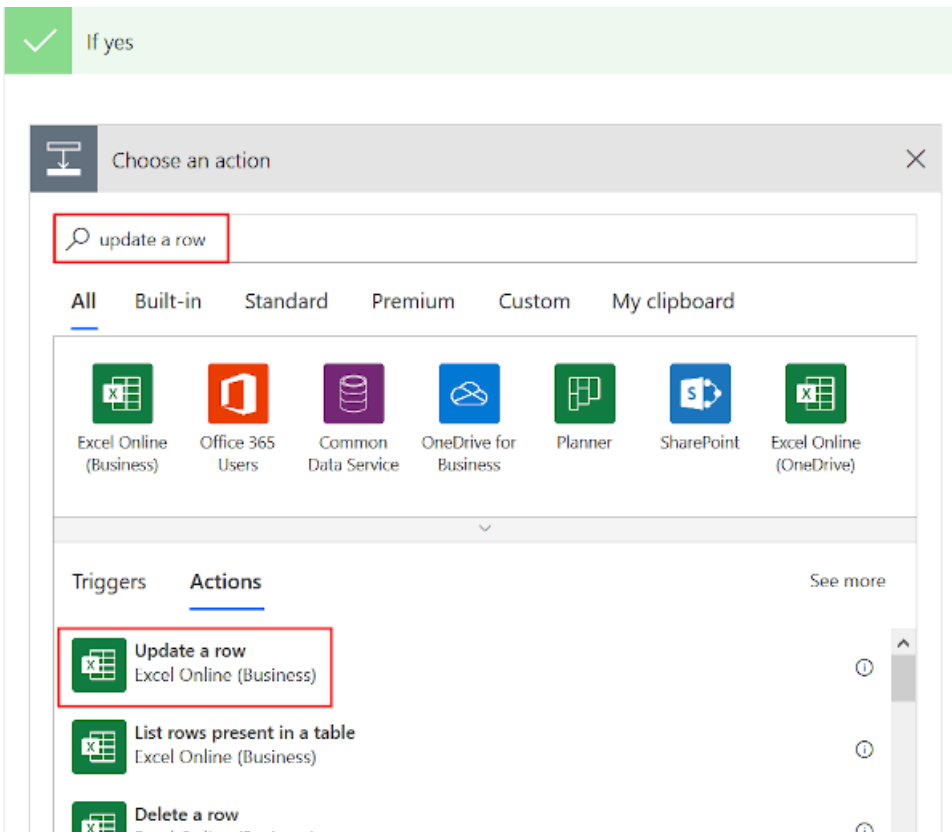 If yes
Choose an action
update a row
All Built-in Standard Premium Custom My clipboard
Excel Online (Business)
Office 365 Users
Common Data Service
OneDrive for Business
Planner
SharePoint
Excel Online (OneDrive)
Triggers Actions See more
Update a row
Excel Online (Business)
List rows present in a table
Excel Online (Business)
Delete a row